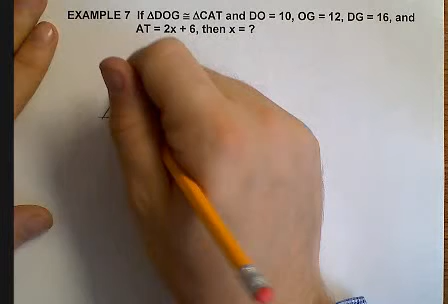 EXAMPLE 7 If ΔDOG ≅ ΔCAT and DO = 10, OG = 12, DG = 16, and
AT = 2x + 6, then x = ?